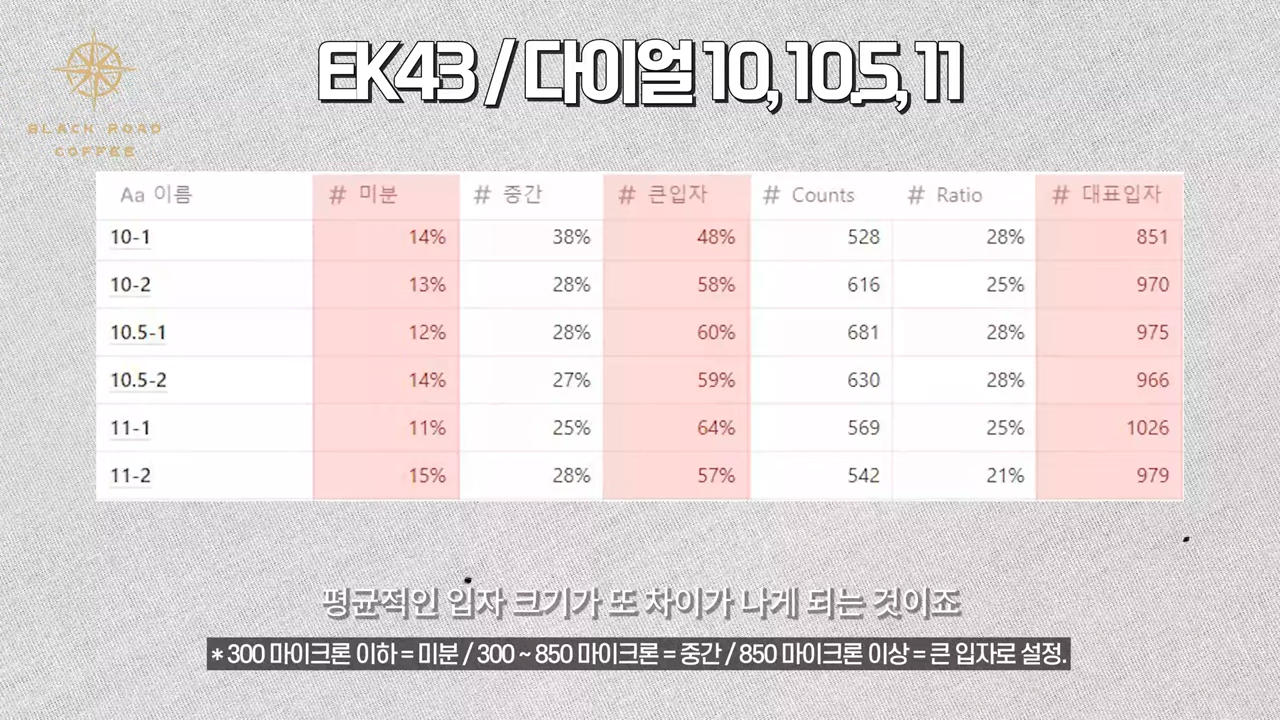 EK43 / 다이얼 10, 10.5, 11
BLACK ROAD
COFFEE
Aa 이름 # 미분 # 중간 # 큰입자 # Counts # Ratio # 대표입자
10-1 14% 38% 48% 528 28% 851
10-2 13% 28% 58% 616 25% 970
10.5-1 12% 28% 60% 681 28% 975
10.5-2 14% 27% 59% 630 28% 966
11-1 11% 25% 64% 569 25% 1026
11-2 15% 28% 57% 542 21% 979
평균적인 입자 크기가 또 차이가 나게 되는 것이죠
* 300 마이크론 이하 = 미분 / 300 ~ 850 마이크론 = 중간 / 850 마이크론 이상 = 큰 입자로 설정.